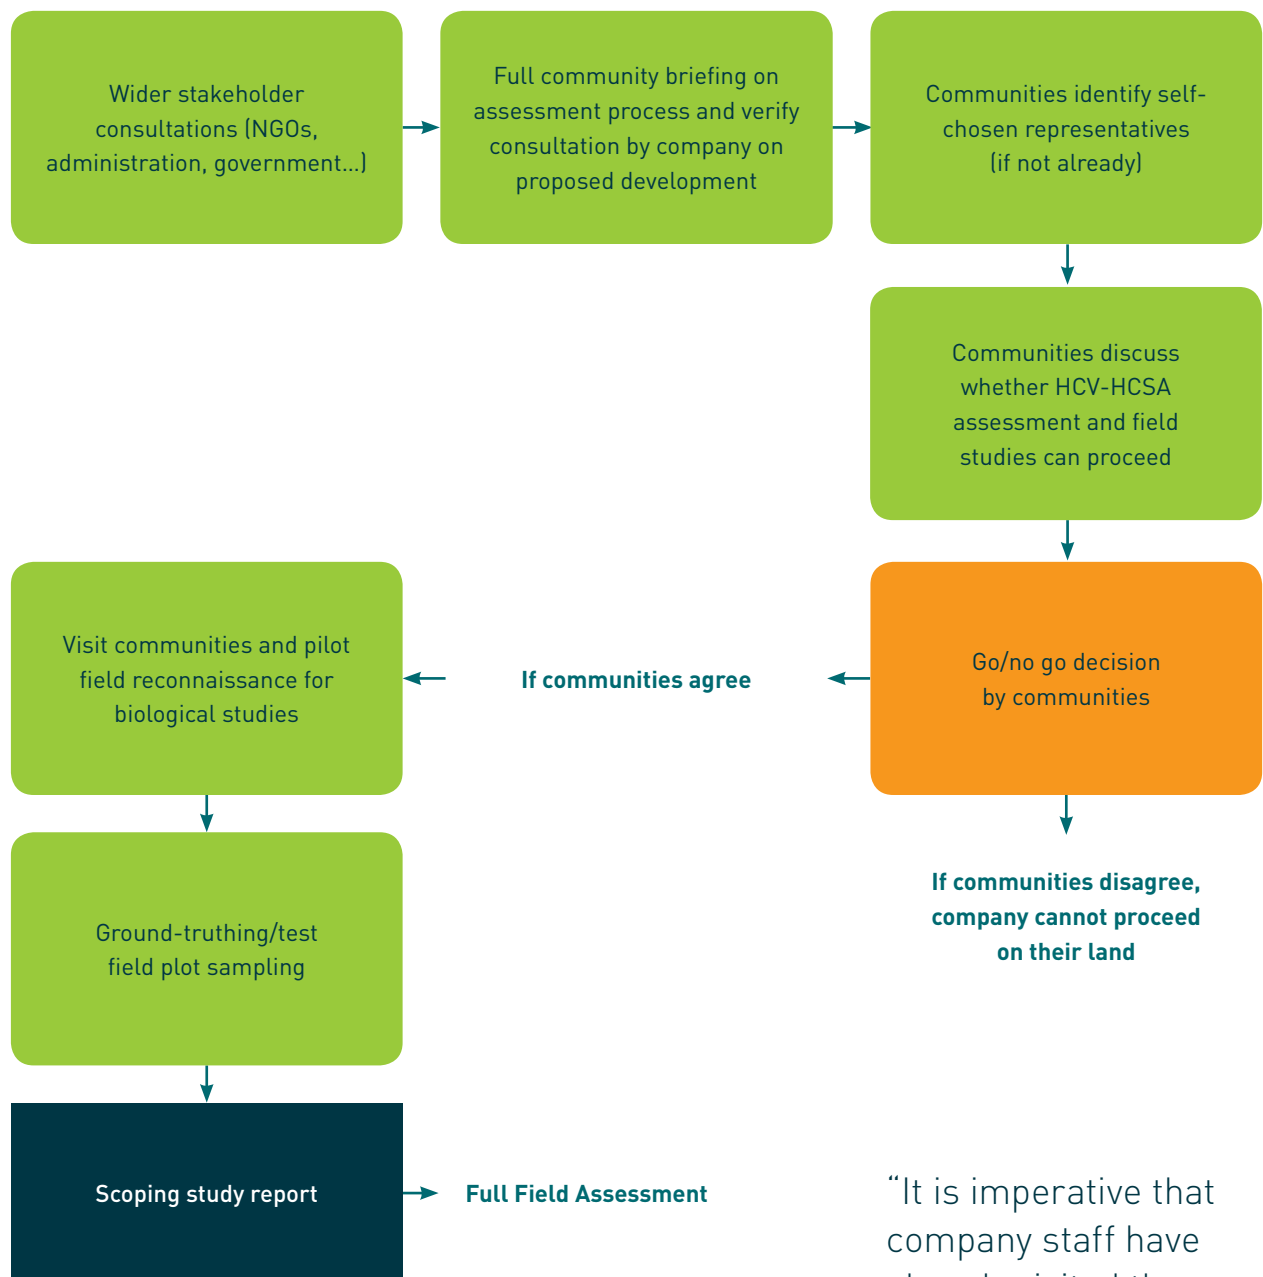 Wider stakeholder
consultations (NGOs,
administration, government...)
Full community briefing on
assessment process and verify
consultation by company on
proposed development
Communities identify self-
chosen representatives
(if not already)
Communities discuss
whether HCV-HCSA
assessment and field
studies can proceed
Go/no go decision
by communities
If communities agree
Visit communities and pilot
field reconnaissance for
biological studies
If communities disagree,
company cannot proceed
on their land
Ground-truthing/test
field plot sampling
Scoping study report
Full Field Assessment
“It is imperative that
company staff have